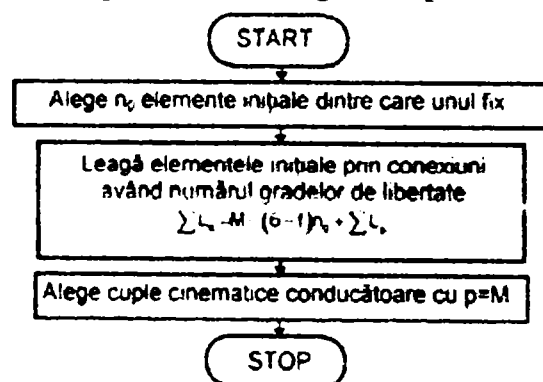 START
Alege n₀ elemente inițiale dintre care unul fix
Leagă elementele inițiale prin conexiuni
având numărul gradelor de libertate
Alege cuple cinematice conducătoare cu p=M
STOP